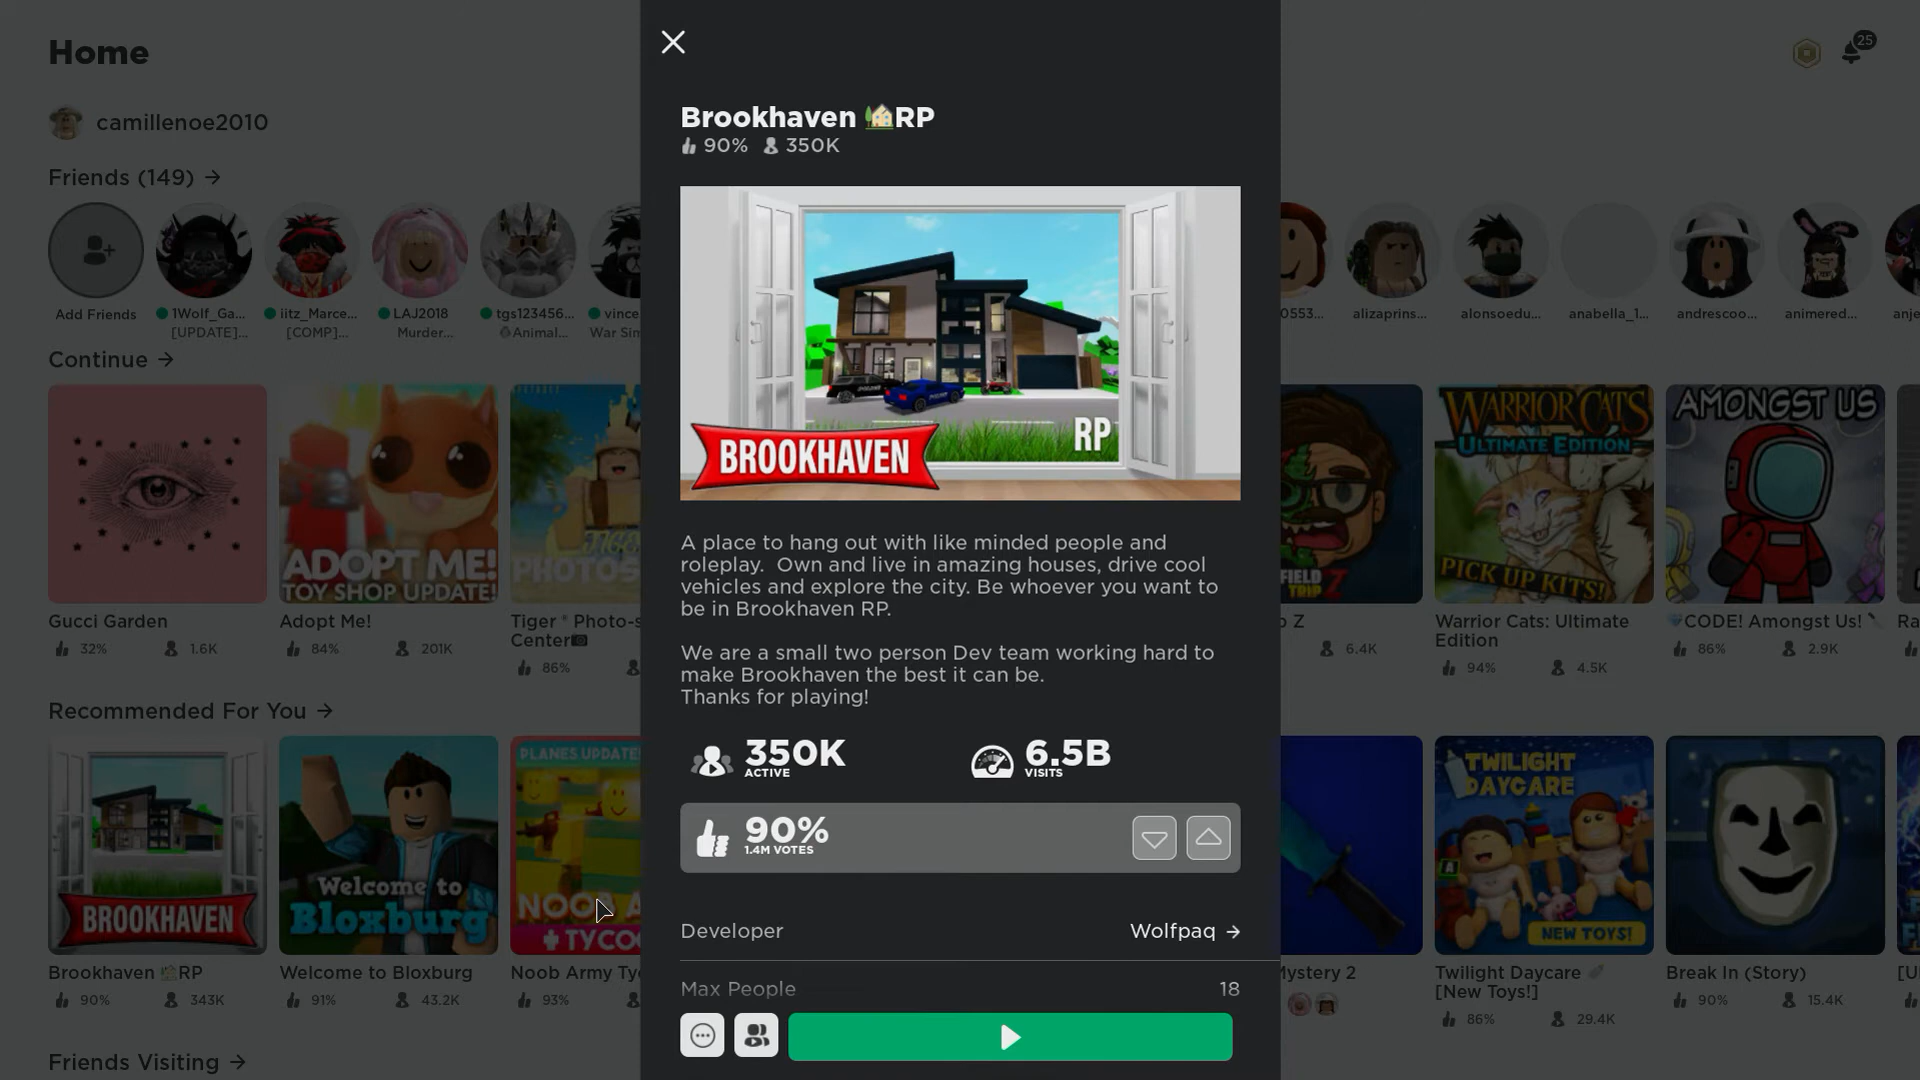 Home
25
camillenoe2010
Friends (149) →
Add Friends
1Wolf_Ga...
[UPDATE]...
iitz_Marce...
[COMP]...
LAJ2018
Murder...
tgs123456...
Animal...
vince
War Sim
0553...
alizaprins...
alonsoedu...
anabella_1...
andrescoo...
animered...
anje
Continue →
ADOPT ME!
TOY SHOP UPDATE!
WARRIOR CATS
ULTIMATE EDITION
PICK UP KITS!
AMONGST US
Gucci Garden
32% 1.6K
Adopt Me!
84% 201K
Tiger * Photo-s
Center
86%
Z
6.4K
Warrior Cats: Ultimate
Edition
94% 4.5K
CODE! Amongst Us!
86% 2.9K
Recommended For You →
BROOKHAVEN
Welcome to
Bloxburg
PLANES UPDATE
NOOB A
TYCO
TWILIGHT
DAYCARE
NEW TOYS!
Brookhaven RP
90% 343K
Welcome to Bloxburg
91% 43.2K
Noob Army Ty
93%
Mystery 2
Twilight Daycare
[New Toys!]
86% 29.4K
Break In (Story)
90% 15.4K
Friends Visiting →
Brookhaven 🏡RP
90% 350K
BROOKHAVEN
RP
A place to hang out with like minded people and
roleplay. Own and live in amazing houses, drive cool
vehicles and explore the city. Be whoever you want to
be in Brookhaven RP.
We are a small two person Dev team working hard to
make Brookhaven the best it can be.
Thanks for playing!
350K
ACTIVE
6.5B
VISITS
90%
1.4M VOTES
Developer Wolfpaq →
Max People 18